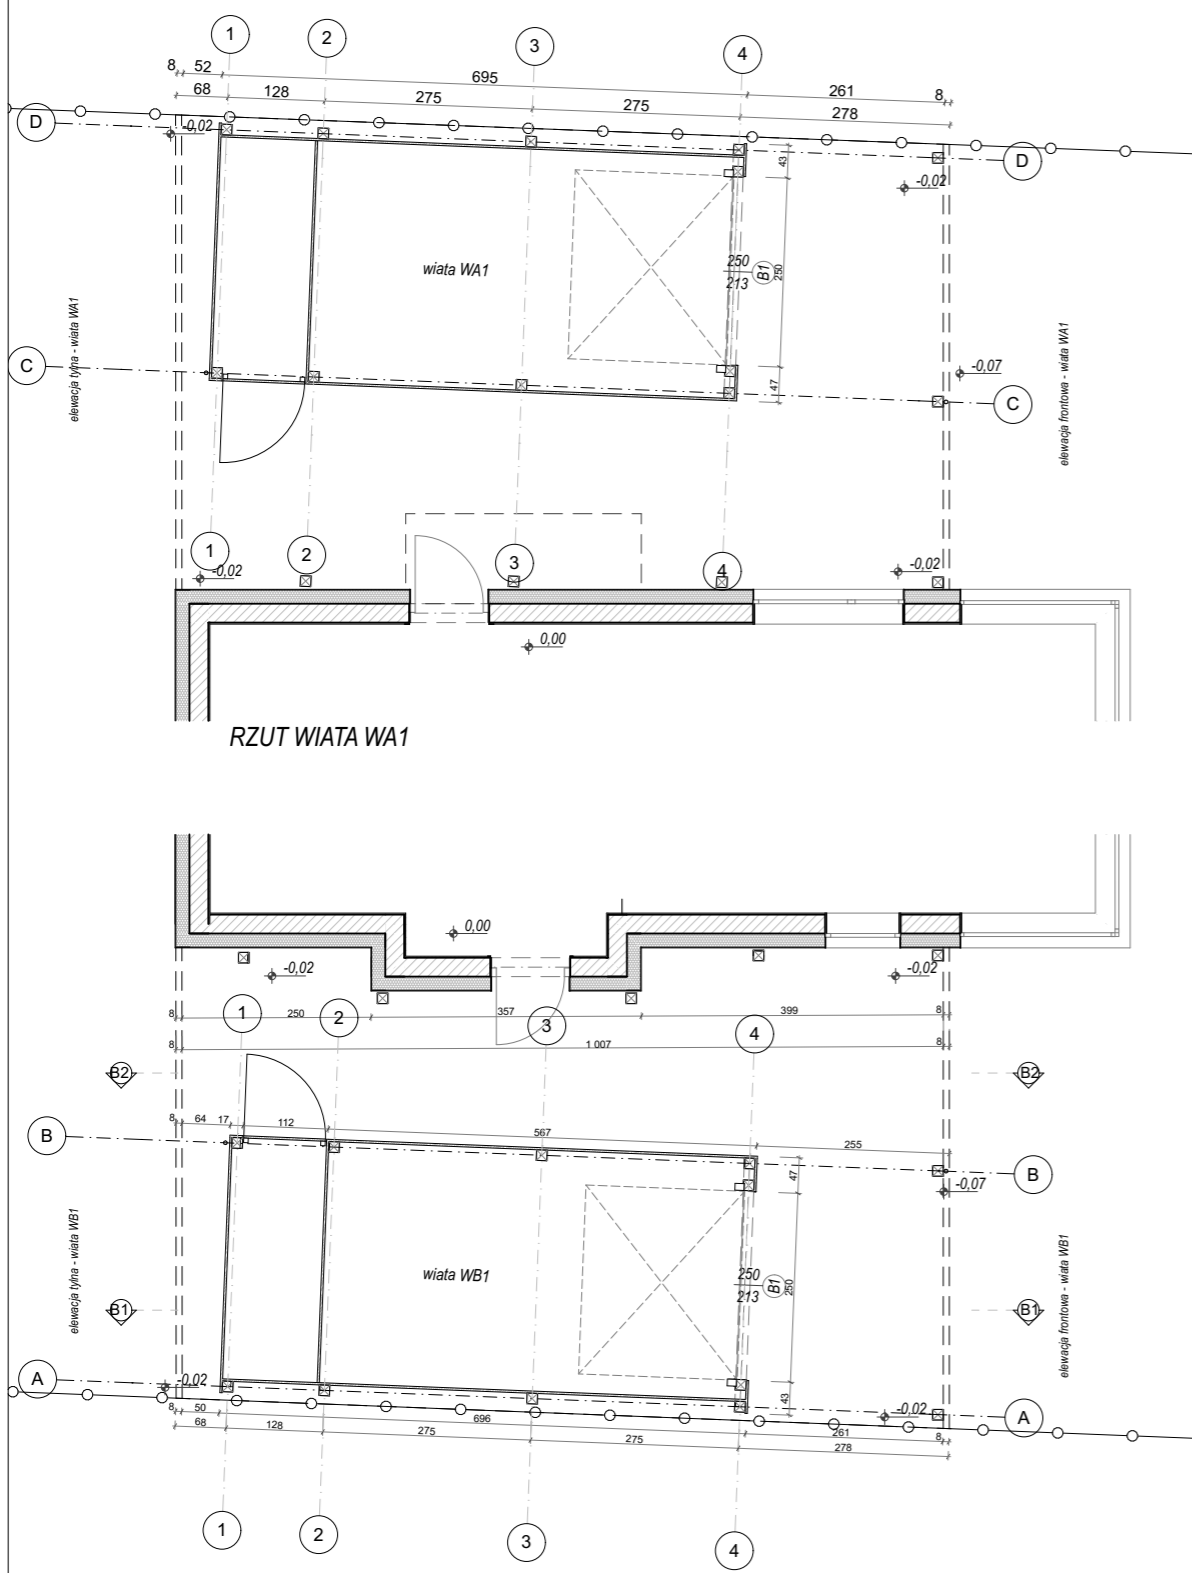 1
2
3
4
8 52 695 261 8
68 128 275 275 278
D -0,02 D
43
-0,02
wiata WA1
250
213
B1
250
elewacja tylna - wiata WA1
elewacja frontowa - wiata WA1
C -0,07
47
C
1 2 3 4
-0,02 -0,02
0,00
RZUT WIATA WA1
0,00
-0,02 -0,02
8 250 357 399 8
1 2 3 4
8 1 007 8
B2 B2
8 64 17 112 567 255
B B
47
-0,07
wiata WB1
250
213
B1
250
elewacja tylna - wiata WB1
elewacja frontowa - wiata WB1
B1 B1
A -0,02 43 -0,02 A
8 50 696 261 8
68 128 275 275 278
1 2 3 4